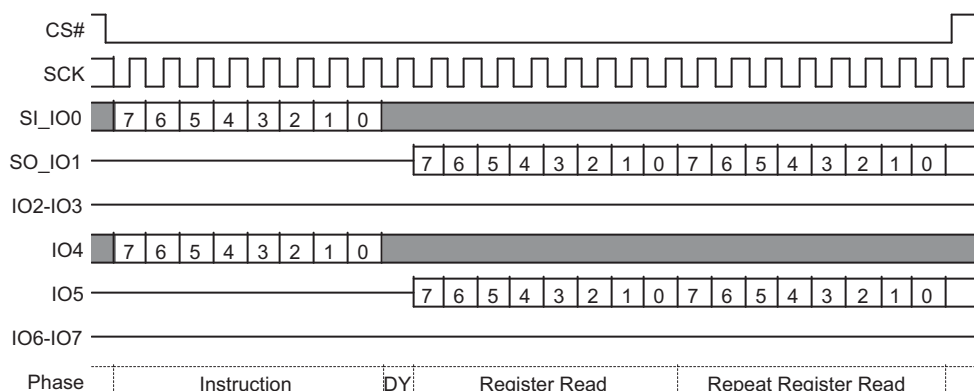 CS#
SCK
SI_IO0 7 6 5 4 3 2 1 0
SO_IO1 7 6 5 4 3 2 1 0 7 6 5 4 3 2 1 0
IO2-IO3
IO4 7 6 5 4 3 2 1 0
IO5 7 6 5 4 3 2 1 0 7 6 5 4 3 2 1 0
IO6-IO7
Phase Instruction DY Register Read Repeat Register Read